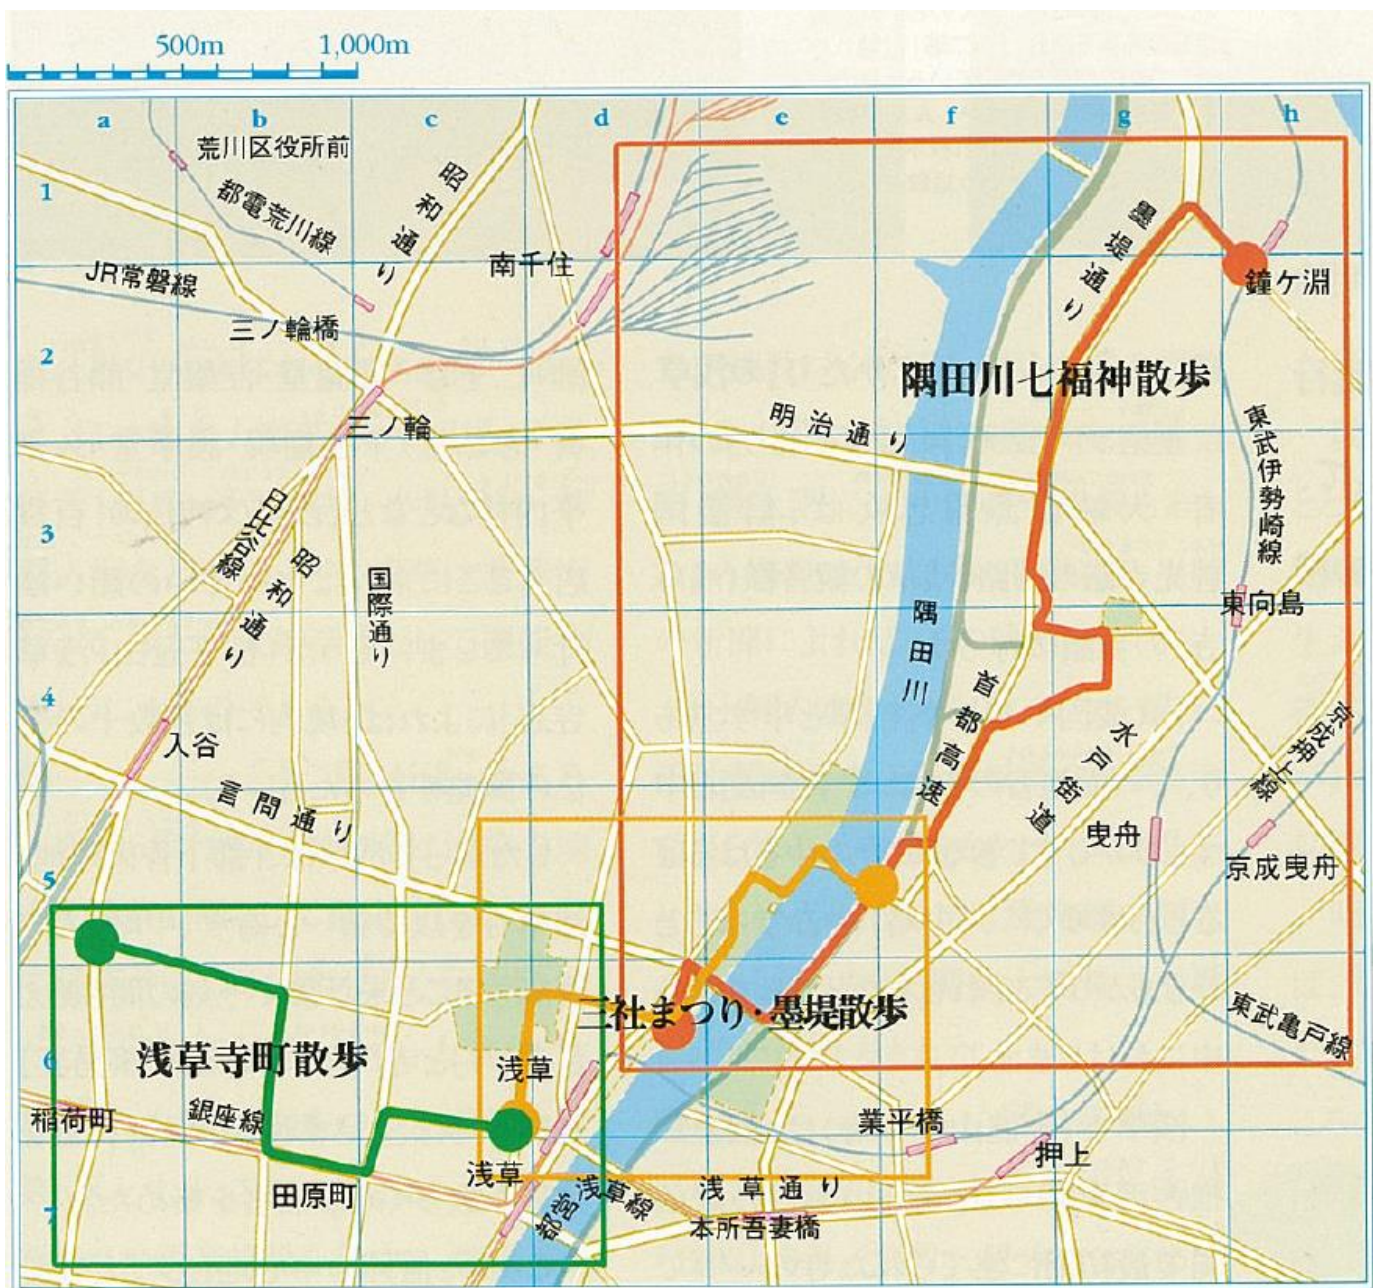 500m 1,000m
a b c d e f g h
荒川区役所前
1
都電荒川線
昭和通り
墨堤通り
南千住
JR常磐線
鐘ケ淵
三ノ輪橋
2
隅田川七福神散歩
明治通り
三ノ輪
東武伊勢崎線
日比谷線
3
昭和通り
国際通り
隅田川
東向島
4
首都高速
水戸街道
京成押上線
入谷
言問通り
曳舟
京成曳舟
5
三社まつり・墨堤散歩
東武亀戸線
浅草寺町散歩
6
浅草
稲荷町
銀座線
業平橋
押上
浅草
田原町
都営浅草線
浅草通り
本所吾妻橋
7